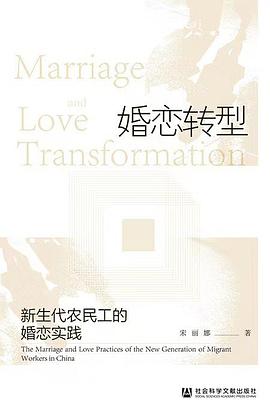 Marriage
and
Love
Transformation
婚恋转型
新生代农民工的
婚恋实践
宋丽娜 著
The Marriage and Love Practices of the New Generation of Migrant
Workers in China
社会科学文献出版社
SOCIAL SCIENCES ACADEMIC PRESS (CHINA)